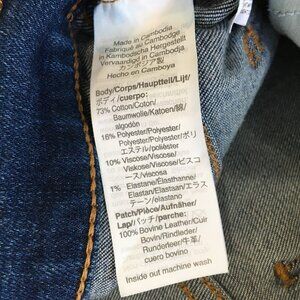 Made in Cambodia
Fabriqué au Cambodge
in Kambodscha Hergestellt
Vervaardigd in Cambodja
カンボジア製
Hecho en Camboya
Body/Corps/Hauptteil/Lijf/
ボディ/cuerpo:
73% Cotton/Coton/
Baumwolle/Katoen/綿/
algodón
16% Polyester/Polyester/
Polyester/Polyester/ポリ
エステル/poliéster
10% Viscose/Viscose/
Viskose/Viscose/ビスコ
ース/viscosa
1% Elastane/Élasthanne/
Elastan/Elastaan/エラス
テーン/elastano
Patch/Pièce/Aufnäher/
Lap/パッチ/parche:
100% Bovine Leather/Cuir
Bovin/Rindleder/
Runderleer/牛革/
cuero bovino
Inside out machine wash